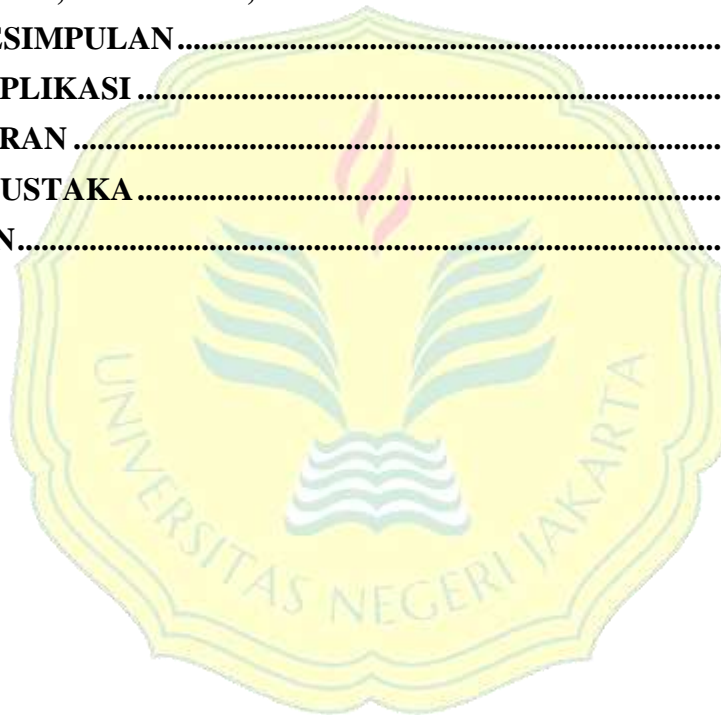 ESIMPULAN..........................................................................
PLIKASI..........................................................................
RAN..........................................................................
USTAKA..........................................................................
N..........................................................................
UNIVERSITAS NEGERI JAKARTA